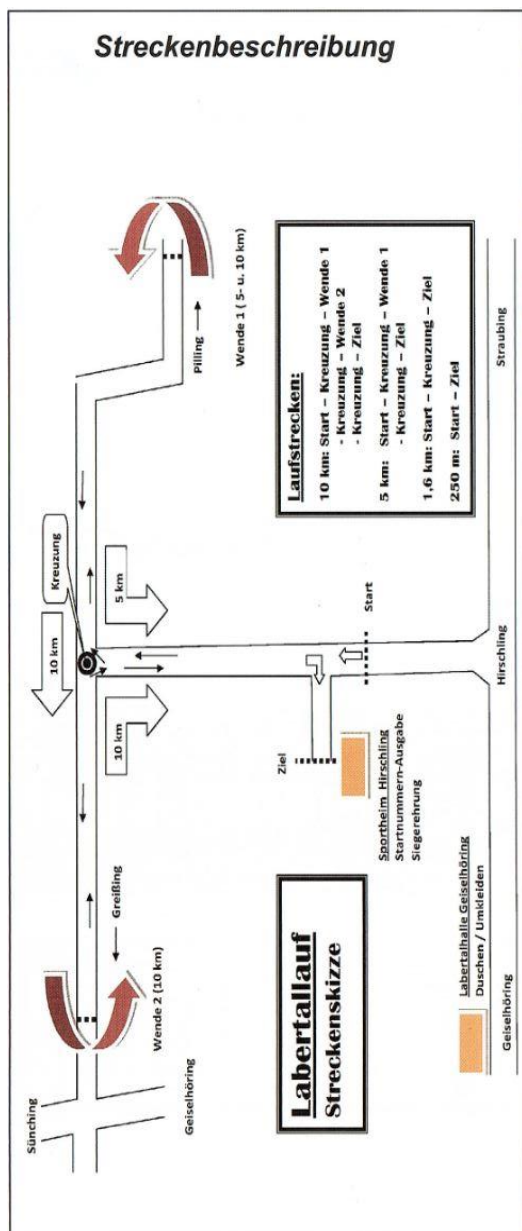 Streckenbeschreibung
Wende 1 ( 5- u. 10 km)
Pilling
Kreuzung
10 km
5 km
10 km
Greißing
Wende 2 (10 km)
Sünching
Geiselhöring
Laufstrecken:
10 km: Start – Kreuzung – Wende 1
- Kreuzung – Wende 2
- Kreuzung – Ziel
5 km: Start – Kreuzung – Wende 1
- Kreuzung – Ziel
1,6 km: Start – Kreuzung – Ziel
250 m: Start – Ziel
Start
Ziel
Sportheim Hirschling
Startnummern-Ausgabe
Siegerehrung
Labertallauf
Streckenskizze
Labertalhalle Geiselhöring
Duschen / Umkleiden
Geiselhöring
Hirschling
Straubing